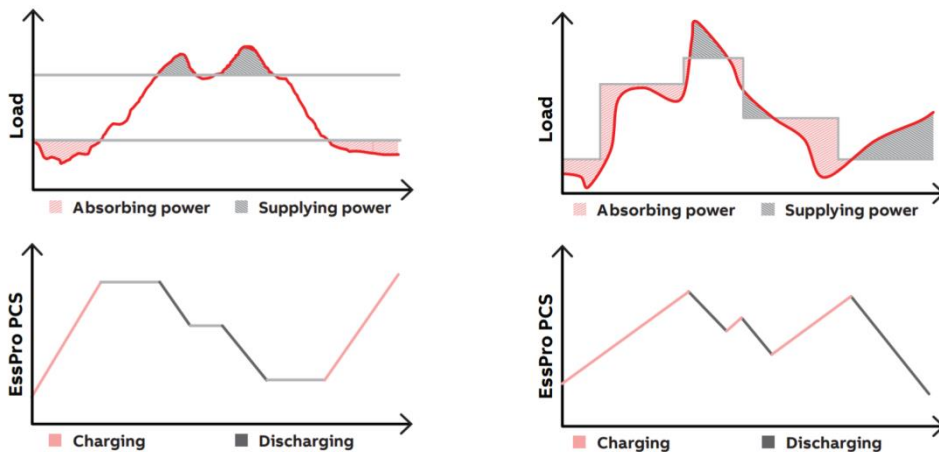 Load
Absorbing power
Supplying power
Load
Absorbing power
Supplying power
EssPro PCS
Charging
Discharging
EssPro PCS
Charging
Discharging